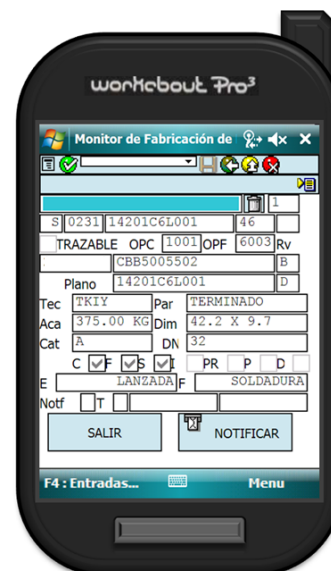 workabout Pro³
Monitor de Fabricación de
1
S 0231 14201C6L001 46
TRAZABLE OPC 1001 OPF 6003 Rv
CBB5005502 B
Plano 14201C6L001 D
Tec TKIY Par TERMINADO
Aca 375.00 KG Dim 42.2 X 9.7
Cat A DN 32
C F S I PR P D
E LANZADA F SOLDADURA
Notf T
SALIR NOTIFICAR
F4 : Entradas... Menu